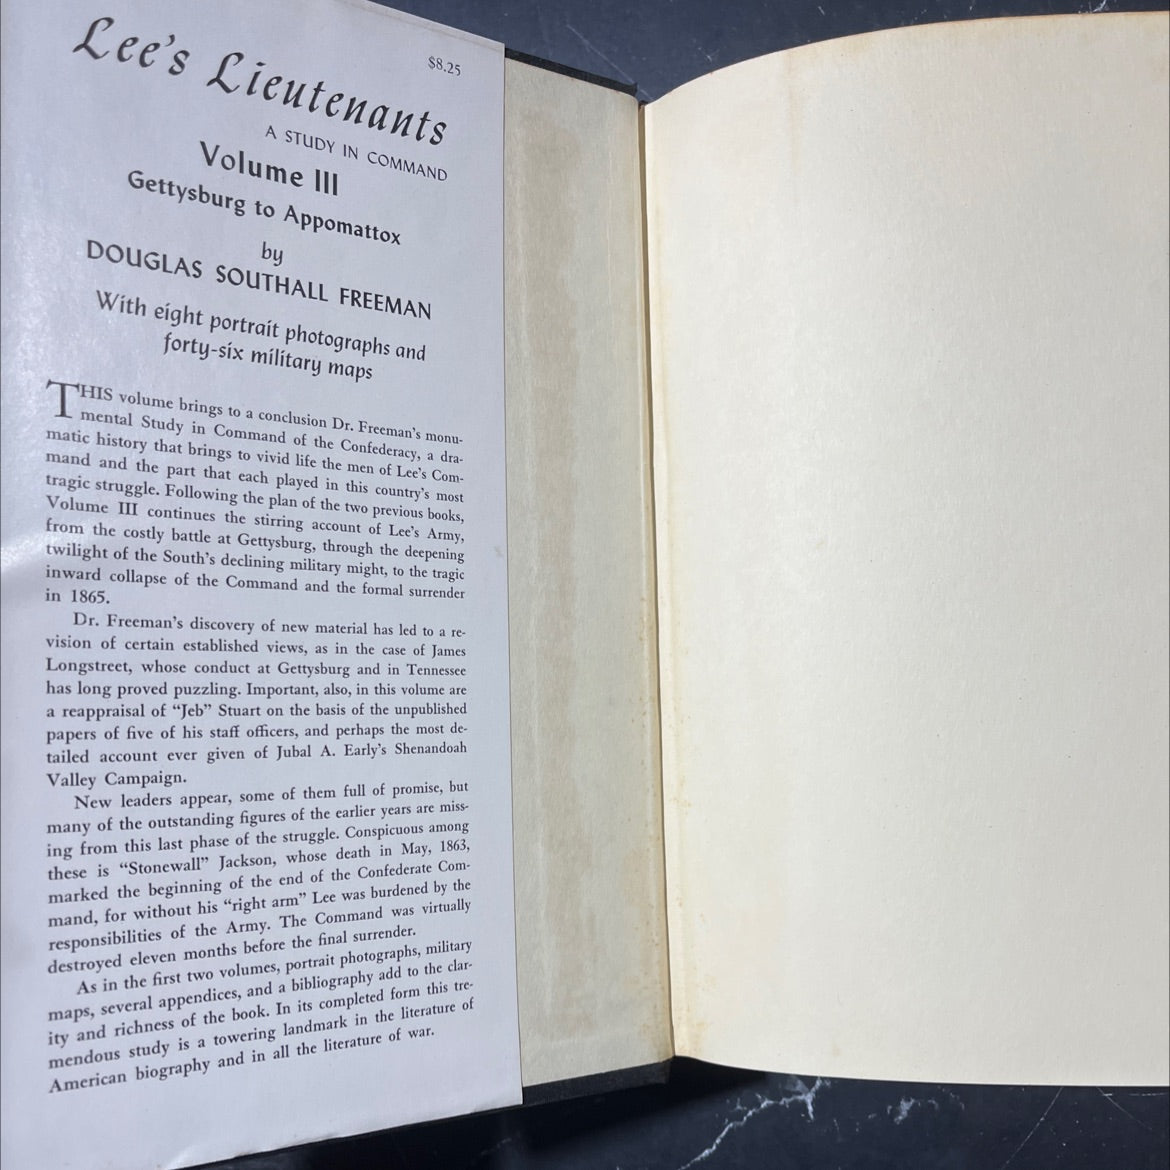 Lee's Lieutenants
$8.25
A STUDY IN COMMAND
Volume III
Gettysburg to Appomattox
by
DOUGLAS SOUTHALL FREEMAN
With eight portrait photographs and
forty-six military maps
THIS volume brings to a conclusion Dr. Freeman's monu-
mental Study in Command of the Confederacy, a dra-
matic history that brings to vivid life the men of Lee's Com-
mand and the part that each played in this country's most
tragic struggle. Following the plan of the two previous books,
Volume III continues the stirring account of Lee's Army,
from the costly battle at Gettysburg, through the deepening
twilight of the South's declining military might, to the tragic
inward collapse of the Command and the formal surrender
in 1865.
Dr. Freeman's discovery of new material has led to a re-
vision of certain established views, as in the case of James
Longstreet, whose conduct at Gettysburg and in Tennessee
has long proved puzzling. Important, also, in this volume are
a reappraisal of "Jeb" Stuart on the basis of the unpublished
papers of five of his staff officers, and perhaps the most de-
tailed account ever given of Jubal A. Early's Shenandoah
Valley Campaign.
New leaders appear, some of them full of promise, but
many of the outstanding figures of the earlier years are miss-
ing from this last phase of the struggle. Conspicuous among
these is "Stonewall" Jackson, whose death in May, 1863,
marked the beginning of the end of the Confederate Com-
mand, for without his "right arm" Lee was burdened by the
responsibilities of the Army. The Command was virtually
destroyed eleven months before the final surrender.
As in the first two volumes, portrait photographs, military
maps, several appendices, and a bibliography add to the clar-
ity and richness of the book. In its completed form this tre-
mendous study is a towering landmark in the literature of
American biography and in all the literature of war.